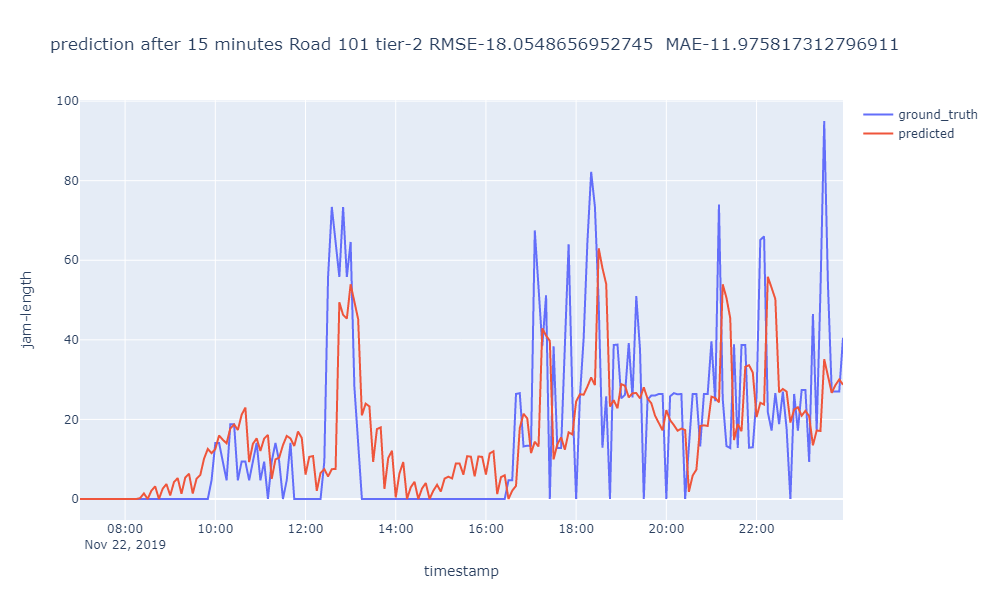 prediction after 15 minutes Road 101 tier-2 RMSE-18.0548656952745  MAE-11.975817312796911
ground_truth
predicted
jam-length
100
80
60
40
20
0
08:00
10:00
12:00
14:00
16:00
18:00
20:00
22:00
Nov 22, 2019
timestamp